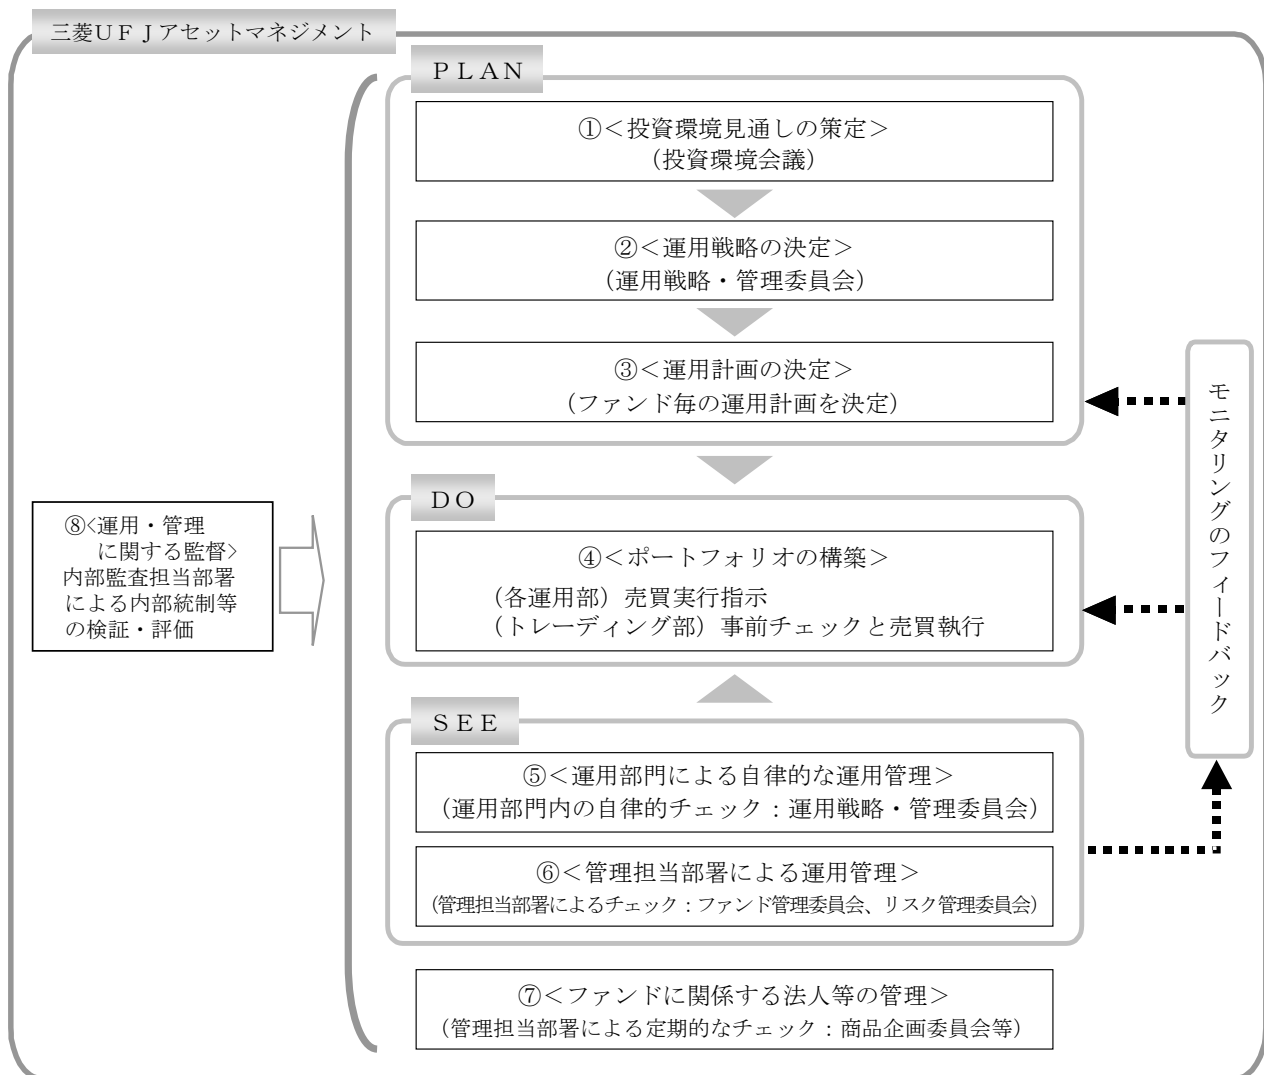 三菱ＵＦＪアセットマネジメント
ＰＬＡＮ
①＜投資環境見通しの策定＞
（投資環境会議）
②＜運用戦略の決定＞
（運用戦略・管理委員会）
③＜運用計画の決定＞
（ファンド毎の運用計画を決定）
ＤＯ
④＜ポートフォリオの構築＞
（各運用部）売買実行指示
（トレーディング部）事前チェックと売買執行
ＳＥＥ
⑤＜運用部門による自律的な運用管理＞
（運用部門内の自律的チェック：運用戦略・管理委員会）
⑥＜管理担当部署による運用管理＞
（管理担当部署によるチェック：ファンド管理委員会、リスク管理委員会）
⑦＜ファンドに関係する法人等の管理＞
（管理担当部署による定期的なチェック：商品企画委員会等）
⑧<運用・管理
に関する監督>
内部監査担当部署
による内部統制等
の検証・評価
モニタリングのフィードバック